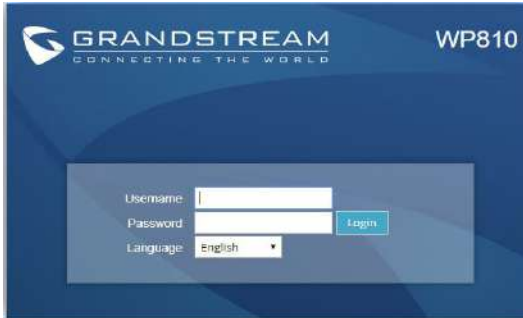 GRANDSTREAM WP810
CONNECTING THE WORLD
Username
Password Login
Language English